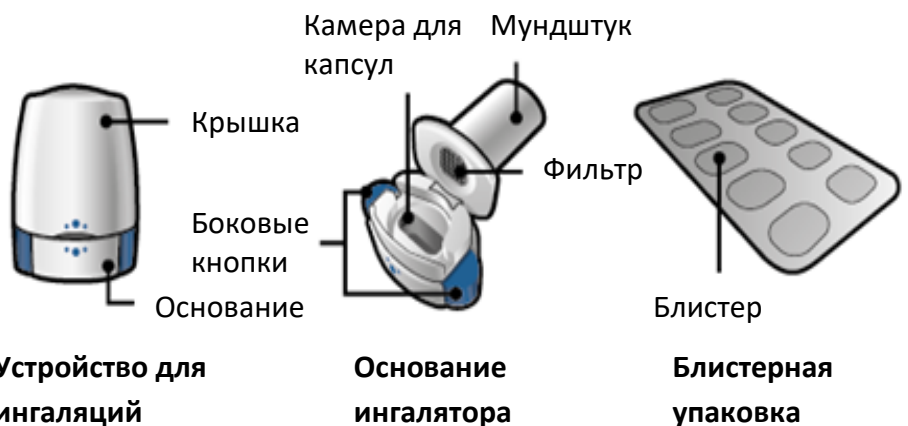 Камера для
капсул
Мундштук
Крышка
Фильтр
Боковые
кнопки
Основание
Блистер
Устройство для
ингаляций
Основание
ингалятора
Блистерная
упаковка